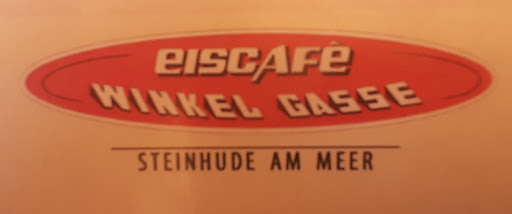 eiscAFê
WINKEL GASSE
STEINHUDE AM MEER